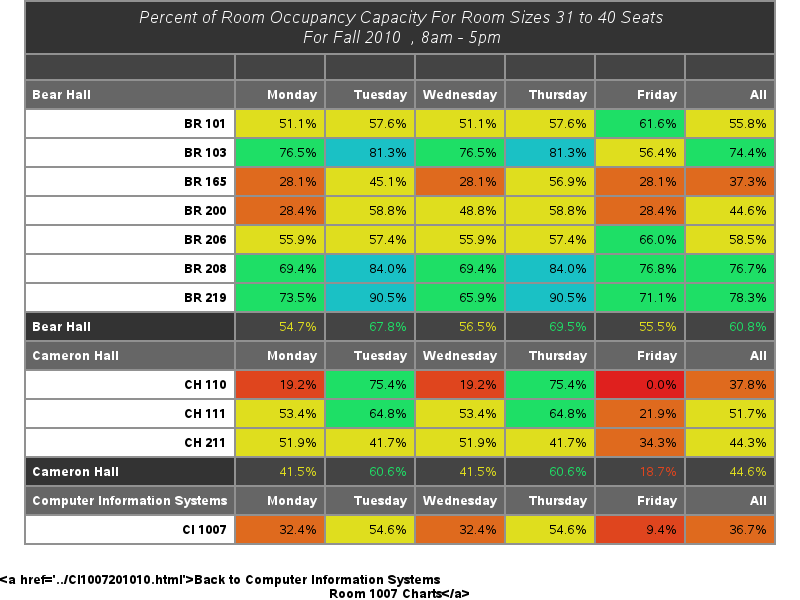 Percent of Room Occupancy Capacity For Room Sizes 31 to 40 Seats
For Fall 2010 , 8am - 5pm
Bear Hall Monday Tuesday Wednesday Thursday Friday All
BR 101 51.1% 57.6% 51.1% 57.6% 61.6% 55.8%
BR 103 76.5% 81.3% 76.5% 81.3% 56.4% 74.4%
BR 165 28.1% 45.1% 28.1% 56.9% 28.1% 37.3%
BR 200 28.4% 58.8% 48.8% 58.8% 28.4% 44.6%
BR 206 55.9% 57.4% 55.9% 57.4% 66.0% 58.5%
BR 208 69.4% 84.0% 69.4% 84.0% 76.8% 76.7%
BR 219 73.5% 90.5% 65.9% 90.5% 71.1% 78.3%
Bear Hall 54.7% 67.8% 56.5% 69.5% 55.5% 60.8%
Cameron Hall Monday Tuesday Wednesday Thursday Friday All
CH 110 19.2% 75.4% 19.2% 75.4% 0.0% 37.8%
CH 111 53.4% 64.8% 53.4% 64.8% 21.9% 51.7%
CH 211 51.9% 41.7% 51.9% 41.7% 34.3% 44.3%
Cameron Hall 41.5% 60.6% 41.5% 60.6% 18.7% 44.6%
Computer Information Systems Monday Tuesday Wednesday Thursday Friday All
CI 1007 32.4% 54.6% 32.4% 54.6% 9.4% 36.7%
<a href='../CI1007201010.html'>Back to Computer Information Systems
Room 1007 Charts</a>